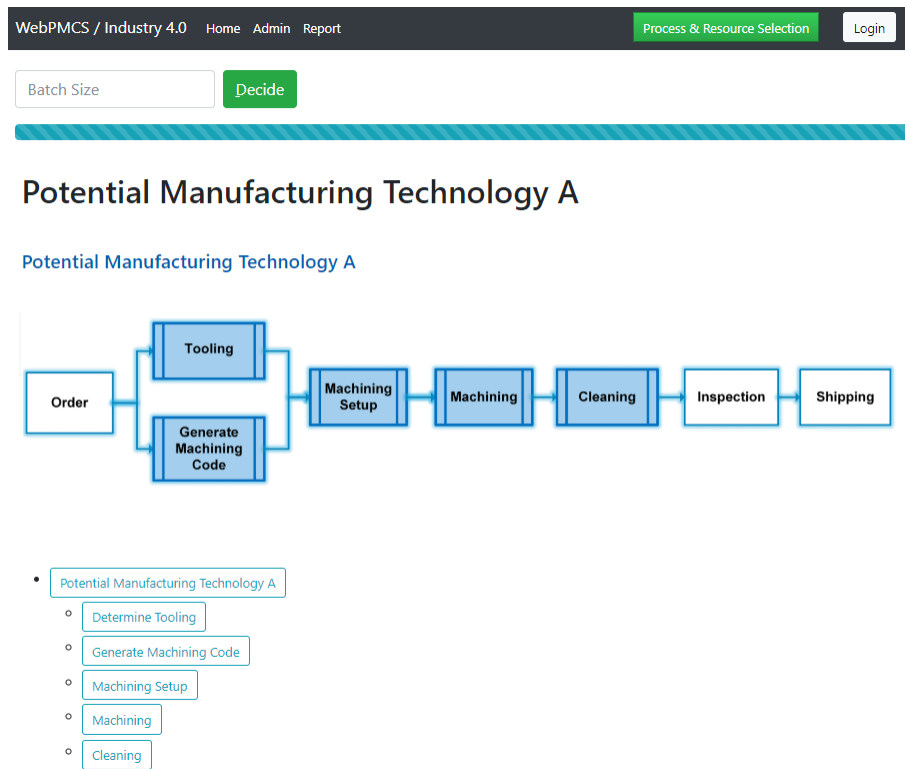 WebPMCS / Industry 4.0 Home Admin Report Process & Resource Selection Login
Batch Size Decide
Potential Manufacturing Technology A
Potential Manufacturing Technology A
Tooling
Order
Generate
Machining
Code
Machining
Setup
Machining
Cleaning
Inspection
Shipping
Potential Manufacturing Technology A
Determine Tooling
Generate Machining Code
Machining Setup
Machining
Cleaning